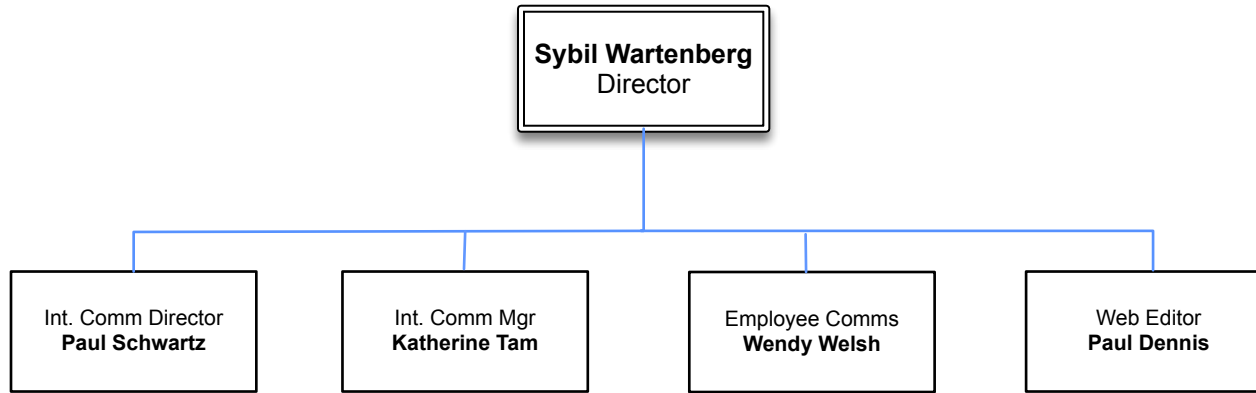 Sybil Wartenberg
Director
Int. Comm Director
Paul Schwartz
Int. Comm Mgr
Katherine Tam
Employee Comms
Wendy Welsh
Web Editor
Paul Dennis